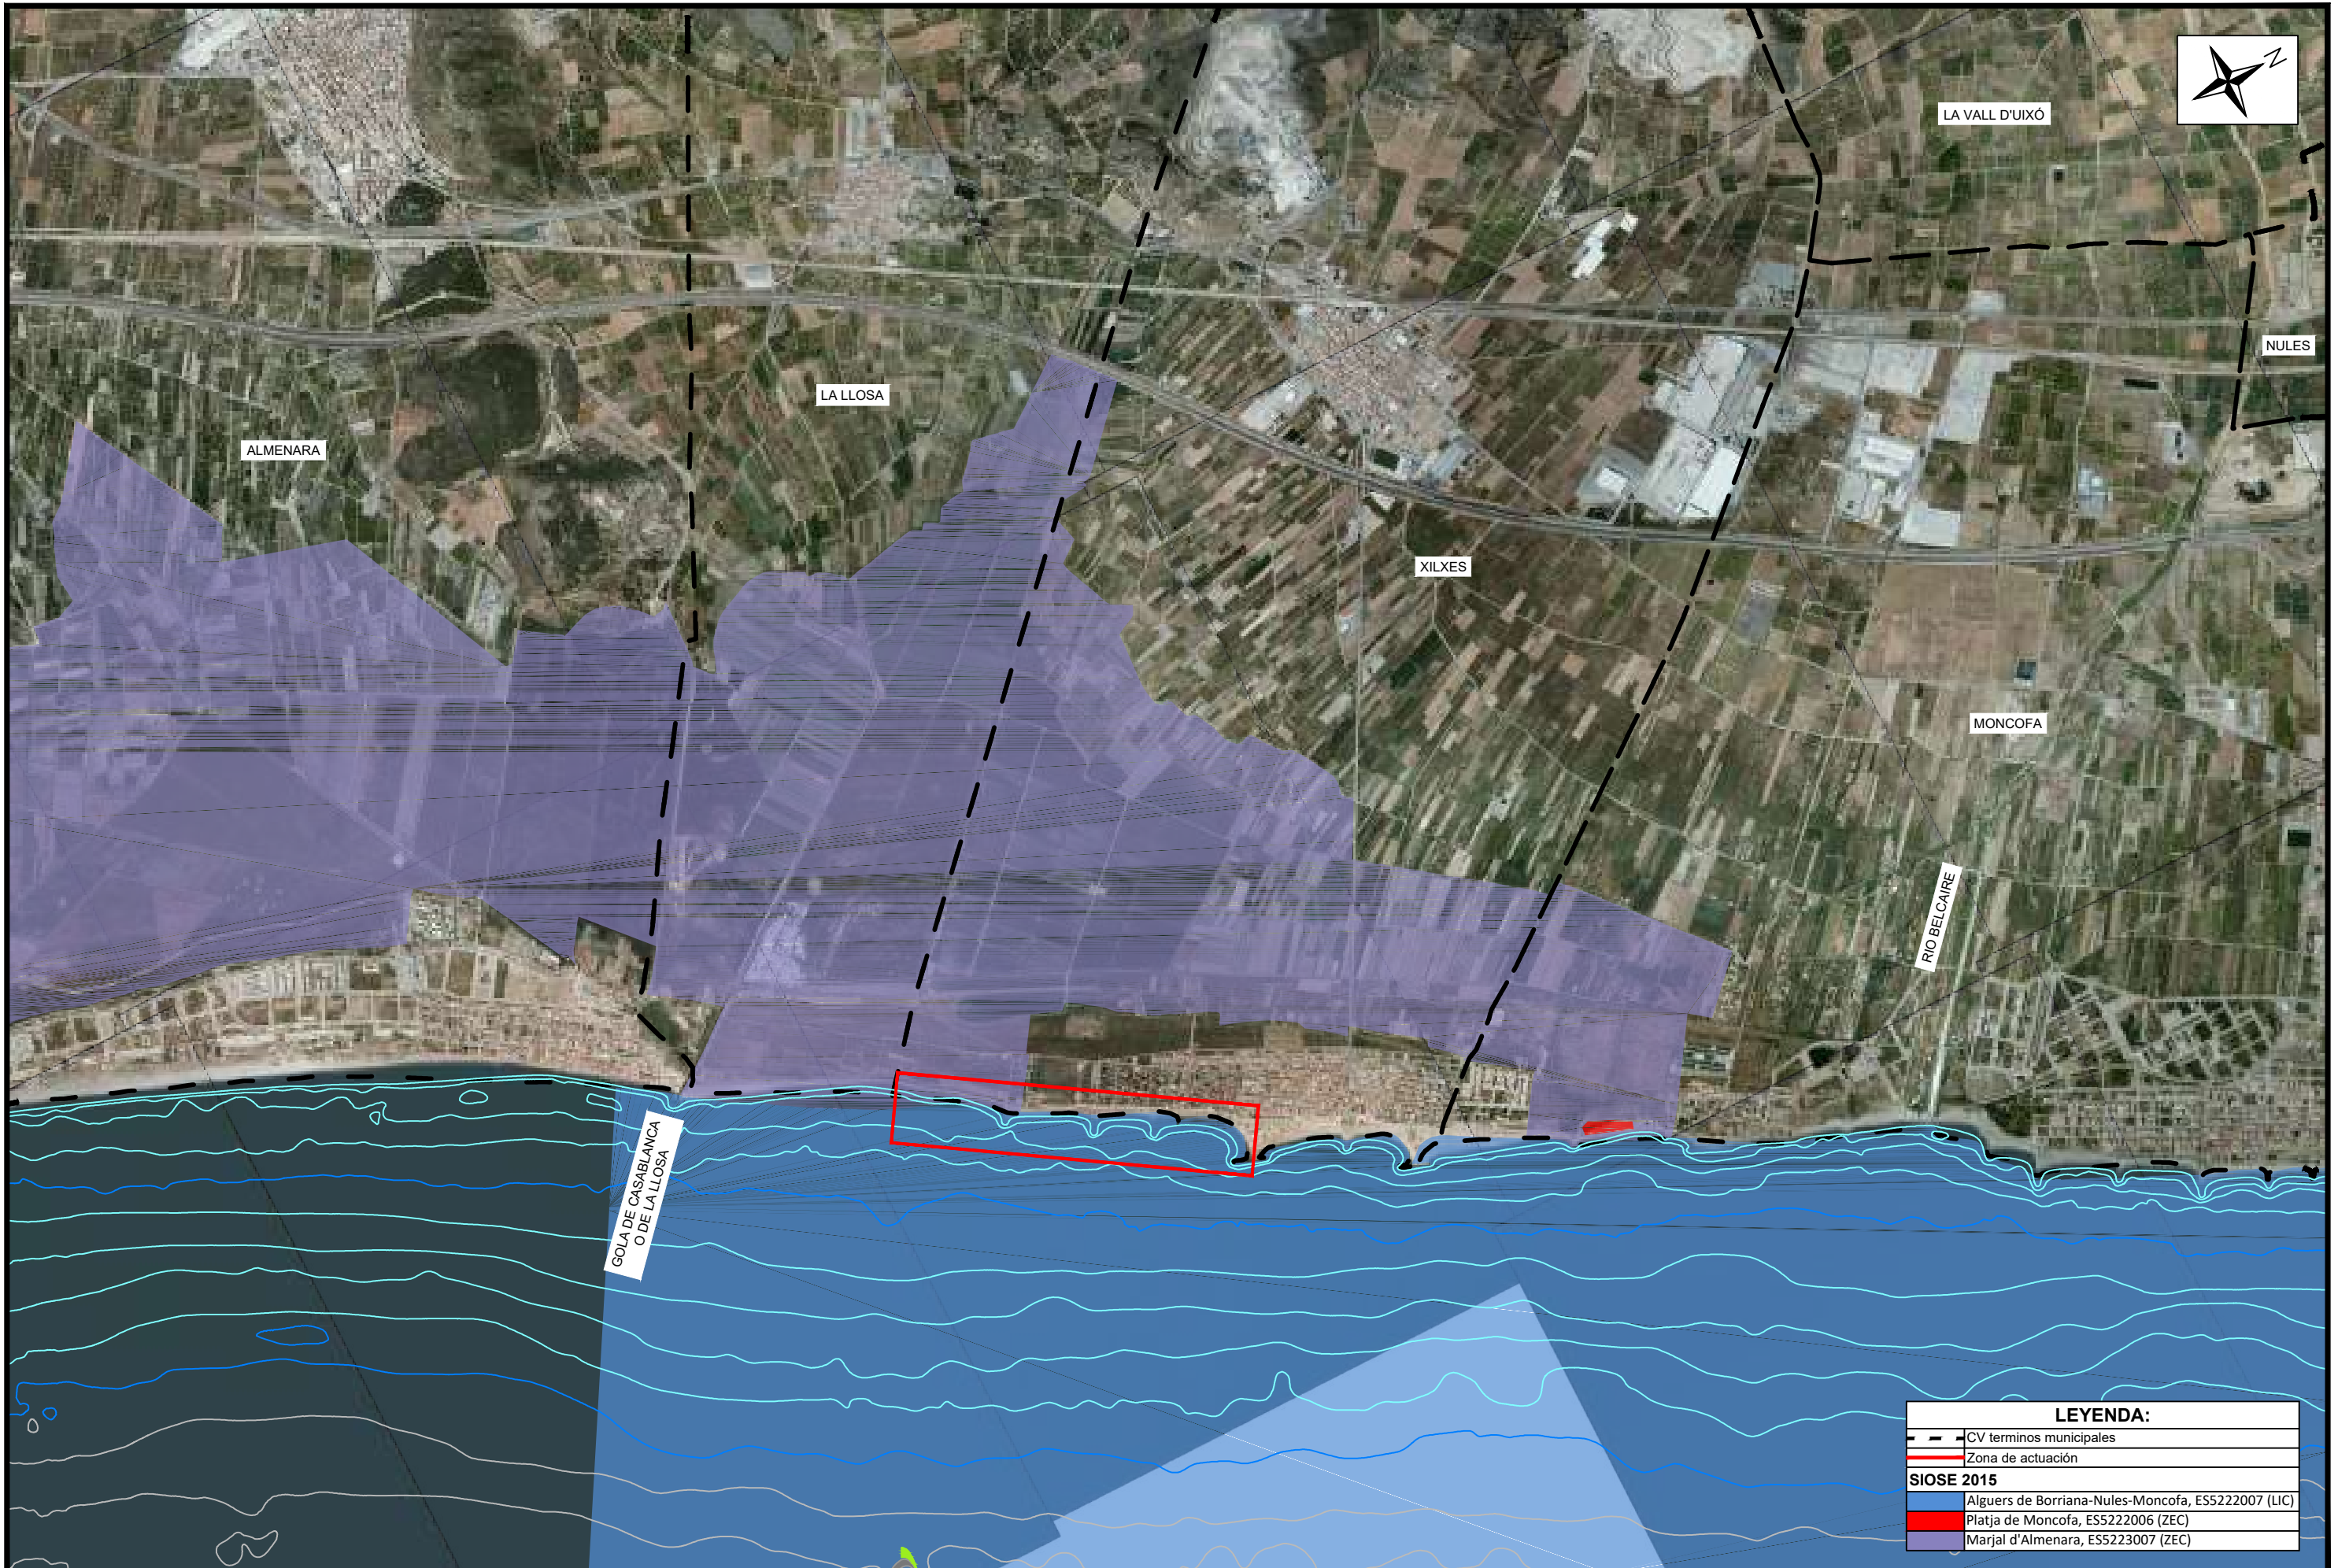 N
LA VALL D'UIXÓ
NULES
LA LLOSA
ALMENARA
XILXES
MONCOFA
RIO BELCAIRE
GOLA DE CASABLANCA
O DE LA LLOSA
LEYENDA:
CV terminos municipales
Zona de actuación
SIOSE 2015
Alguers de Borriana-Nules-Moncofa, ES5222007 (LIC)
Platja de Moncofa, ES5222006 (ZEC)
Marjal d'Almenara, ES5223007 (ZEC)